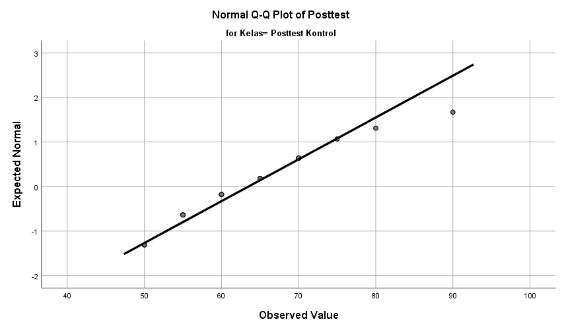 Normal Q-Q Plot of Posttest
for Kelas= Posttest Kontrol
Expected Normal
3
2
1
0
-1
-2
40 50 60 70 80 90 100
Observed Value